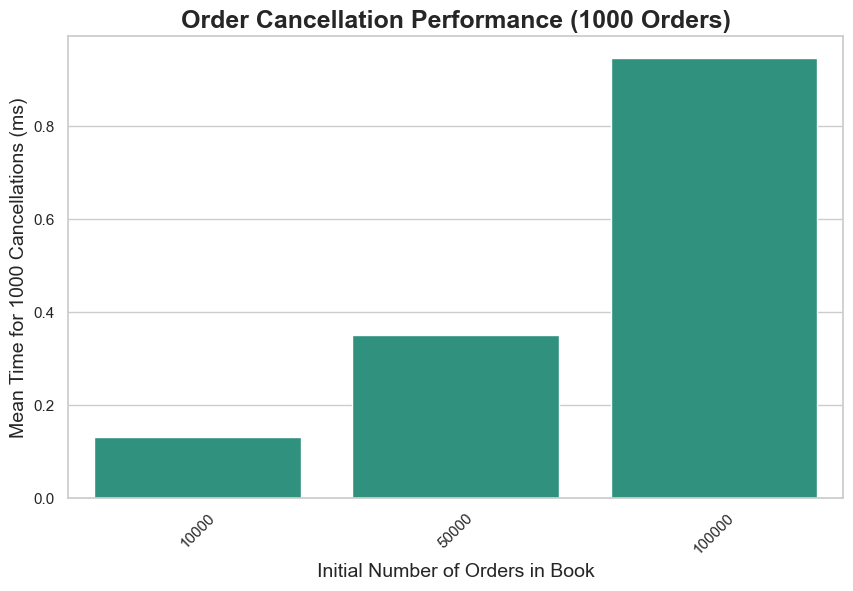 Order Cancellation Performance (1000 Orders)
Mean Time for 1000 Cancellations (ms)
0.8
0.6
0.4
0.2
0.0
10000
50000
100000
Initial Number of Orders in Book